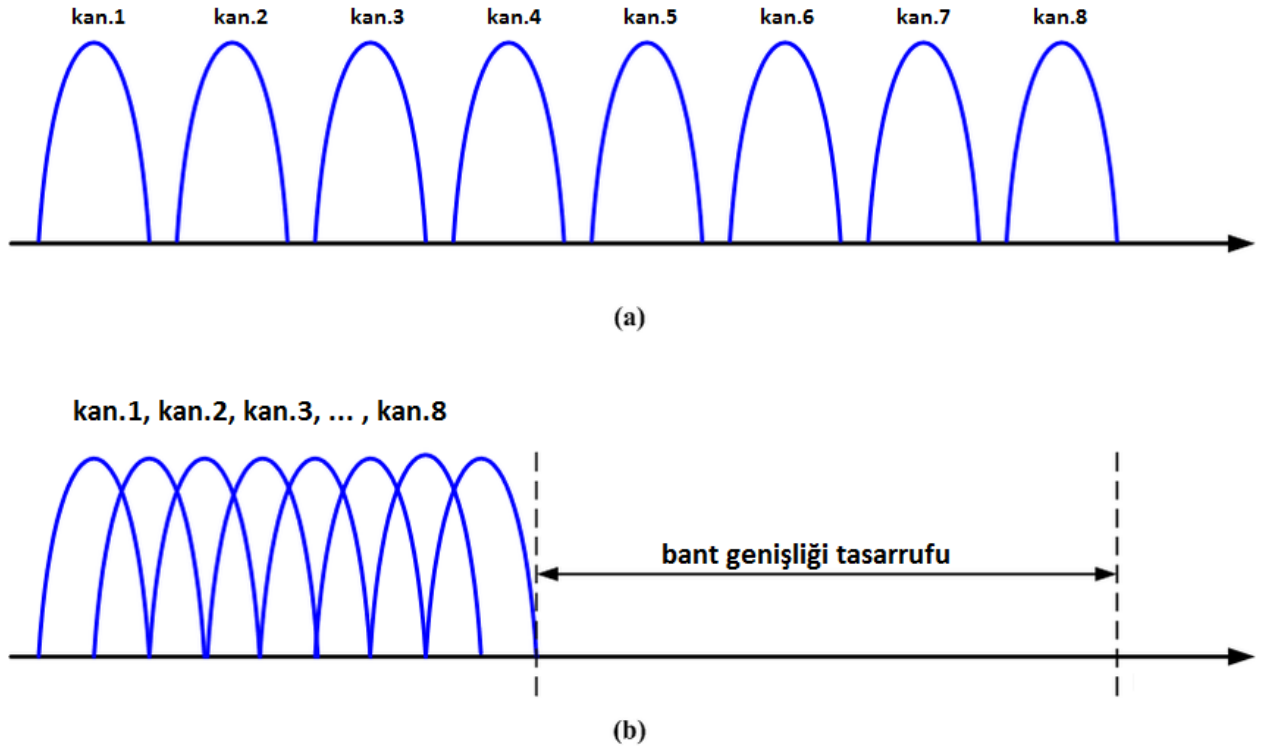 kan.1 kan.2 kan.3 kan.4 kan.5 kan.6 kan.7 kan.8
(a)
kan.1, kan.2, kan.3, ... , kan.8
bant genişliği tasarrufu
(b)